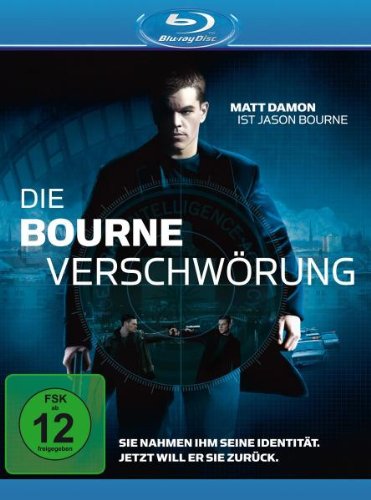 Blu-ray Disc
MATT DAMON
IST JASON BOURNE
DIE
BOURNE
VERSCHWÖRUNG
INTELLIGENCE
FSK
ab
12
freigegeben
SIE NAHMEN IHM SEINE IDENTITÄT.
JETZT WILL ER SIE ZURÜCK.